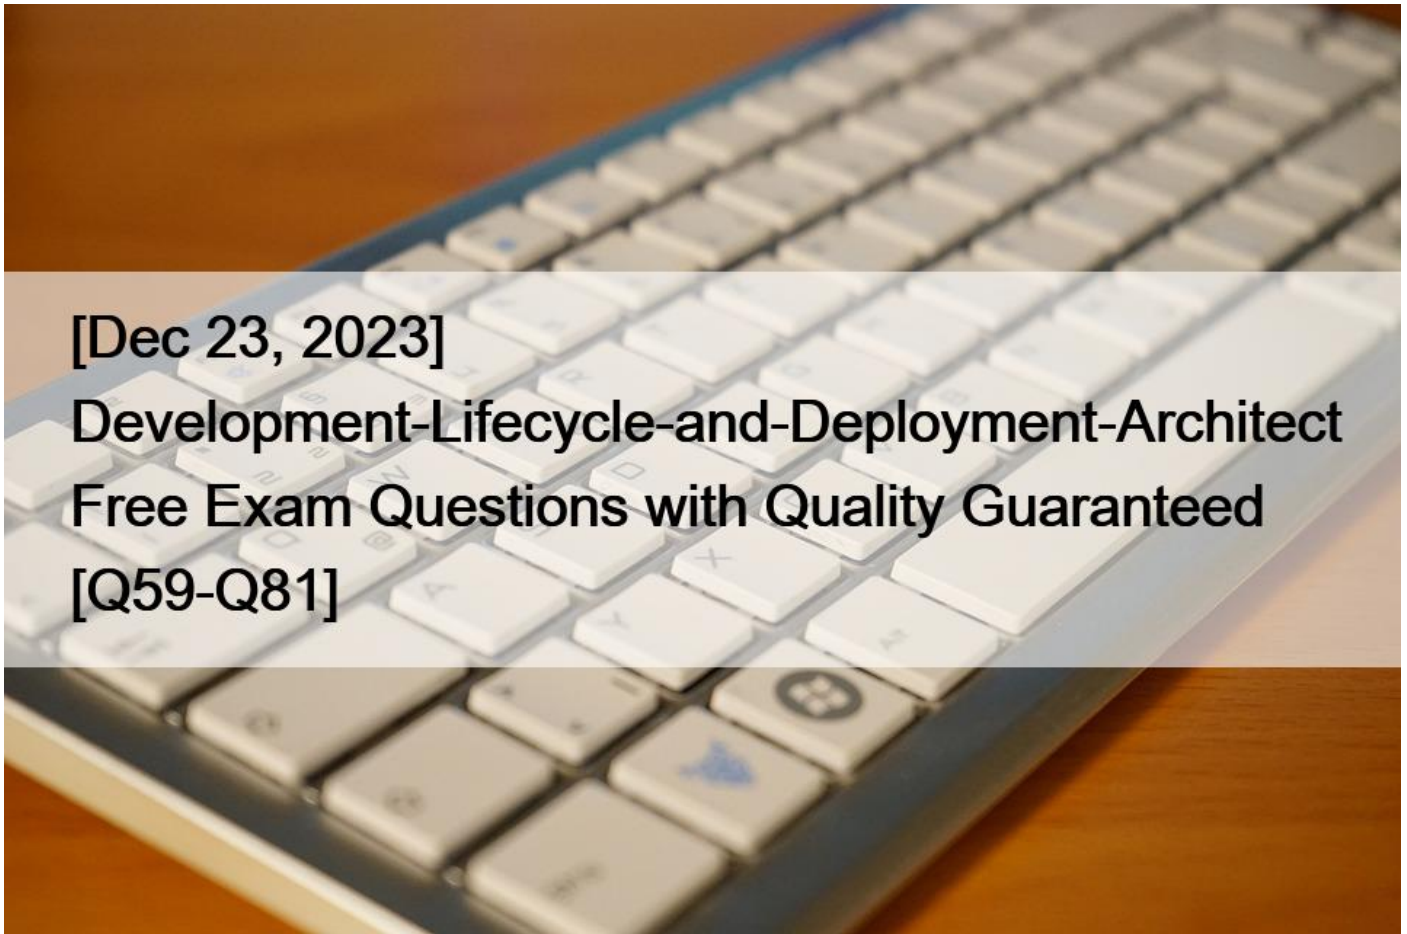 [Dec 23, 2023]
Development-Lifecycle-and-Deployment-Architect
Free Exam Questions with Quality Guaranteed
[Q59-Q81]